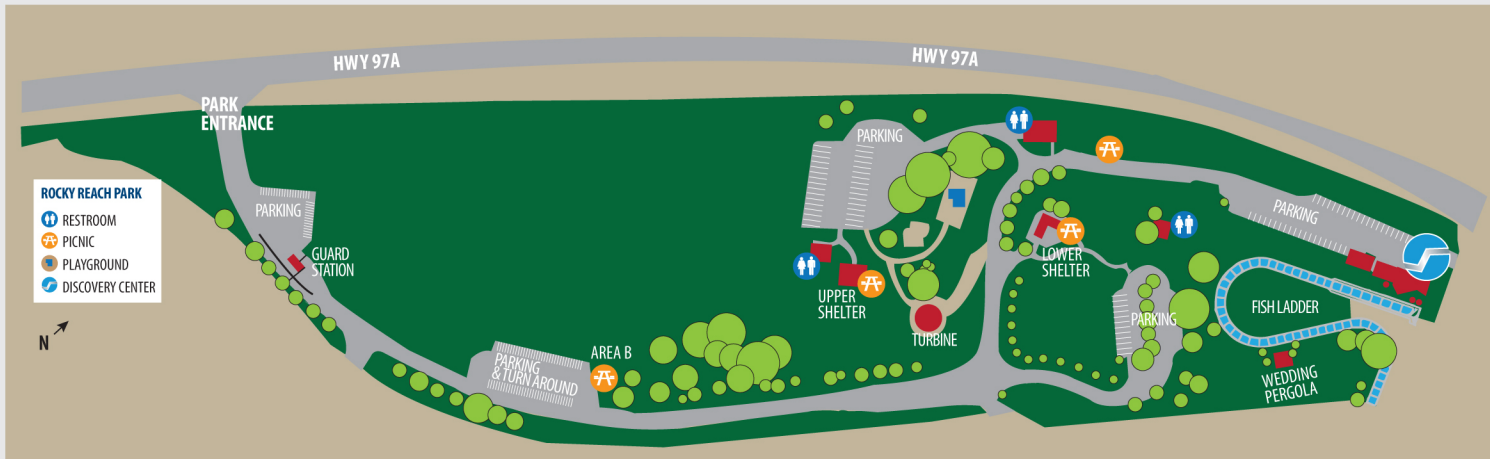 HWY 97A
HWY 97A
PARK
ENTRANCE
ROCKY REACH PARK
RESTROOM
PICNIC
PLAYGROUND
DISCOVERY CENTER
N
PARKING
GUARD
STATION
PARKING
& TURN AROUND
AREA B
PARKING
UPPER
SHELTER
TURBINE
LOWER
SHELTER
PARKING
PARKING
FISH LADDER
WEDDING
PERGOLA